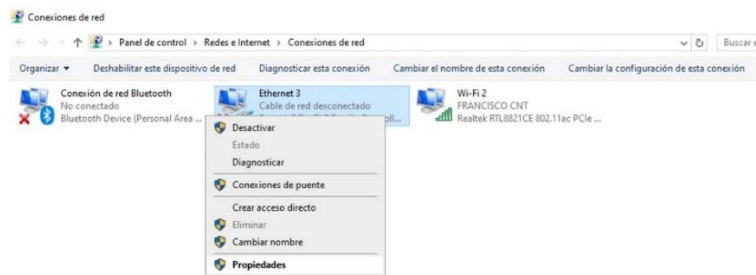 Conexiones de red
Panel de control > Redes e Internet > Conexiones de red
Buscar e
Organizar Deshabilitar este dispositivo de red Diagnosticar esta conexión Cambiar el nombre de esta conexión Cambiar la configuración de esta conexión
Conexión de red Bluetooth
No conectado
Bluetooth Device (Personal Area ...
Ethernet 3
Cable de red desconectado
Wi-Fi 2
FRANCISCO CNT
Realtek RTL8821CE 802.11ac PCIe ...
Desactivar
Estado
Diagnosticar
Conexiones de puente
Crear acceso directo
Eliminar
Cambiar nombre
Propiedades